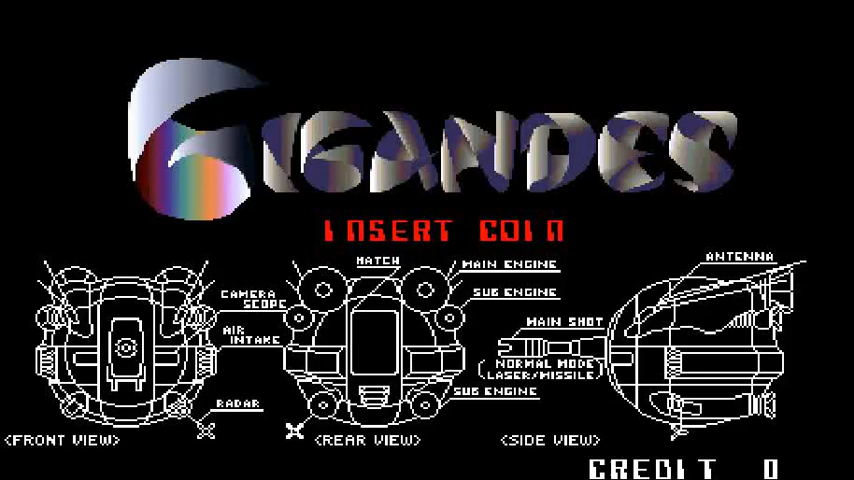 GIGANDES
INSERT COIN
HATCH
MAIN ENGINE
ANTENNA
CAMERA
SCOPE
SUB ENGINE
AIR
INTAKE
MAIN SHOT
NORMAL MODE
(LASER/MISSILE)
SUB ENGINE
RADAR
<FRONT VIEW>
<REAR VIEW>
<SIDE VIEW>
CREDIT 0